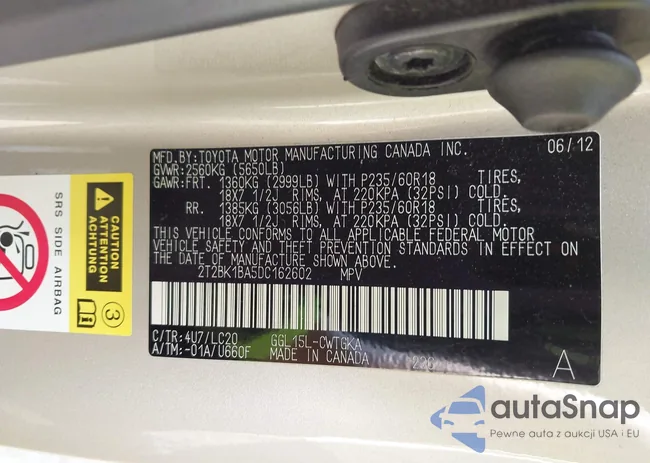 MFD.BY:TOYOTA MOTOR MANUFACTURING CANADA INC. 06/12
GVWR:2560KG (5650LB)
GAWR:FRT. 1360KG (2999LB) WITH P235/60R18 TIRES,
18X7 1/2J RIMS, AT 220KPA (32PSI) COLD.
RR. 1385KG (3056LB) WITH P235/60R18 TIRES,
18X7 1/2J RIMS, AT 220KPA (32PSI) COLD.
THIS VEHICLE CONFORMS TO ALL APPLICABLE FEDERAL MOTOR
VEHICLE SAFETY AND THEFT PREVENTION STANDARDS IN EFFECT ON
THE DATE OF MANUFACTURE SHOWN ABOVE.
2T2BK1BA5DC162602 MPV
C/TR:4U7/LC20 GGL15L-CWTGKA
A/TM:-01A/U660F MADE IN CANADA 220 A
SRS SIDE AIRBAG
CAUTION
ATTENTION
ACHTUNG
3
autaSnap
Pewne auta z aukcji USA i EU